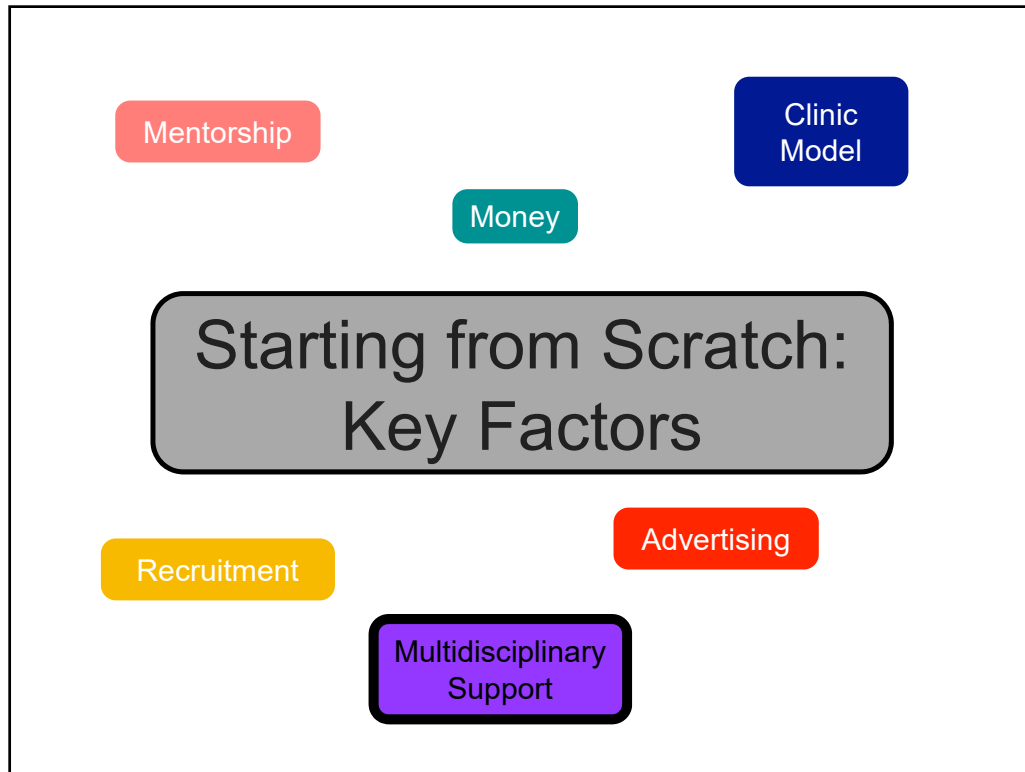 Mentorship
Clinic
Model
Money
Starting from Scratch:
Key Factors
Advertising
Recruitment
Multidisciplinary
Support